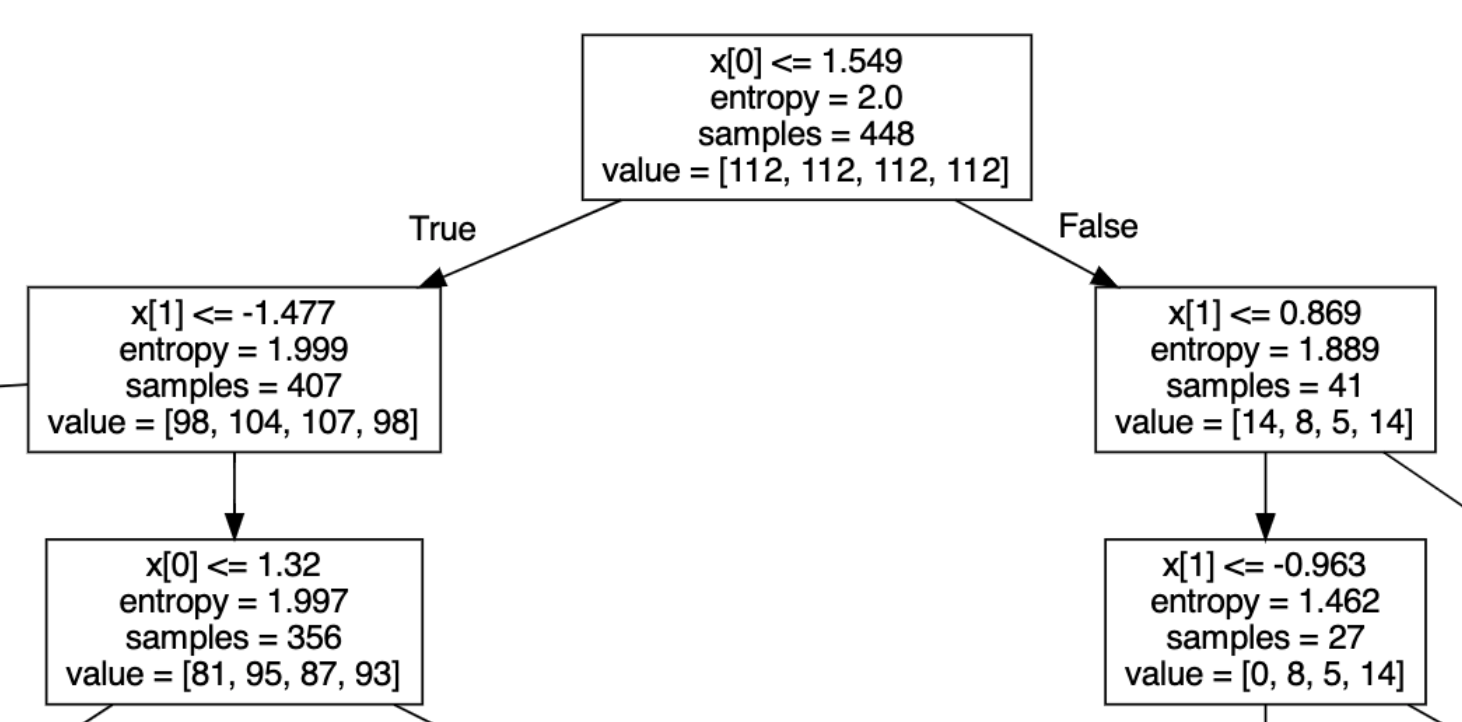 x[0] <= 1.549
entropy = 2.0
samples = 448
value = [112, 112, 112, 112]
True
False
x[1] <= -1.477
entropy = 1.999
samples = 407
value = [98, 104, 107, 98]
x[1] <= 0.869
entropy = 1.889
samples = 41
value = [14, 8, 5, 14]
x[0] <= 1.32
entropy = 1.997
samples = 356
value = [81, 95, 87, 93]
x[1] <= -0.963
entropy = 1.462
samples = 27
value = [0, 8, 5, 14]